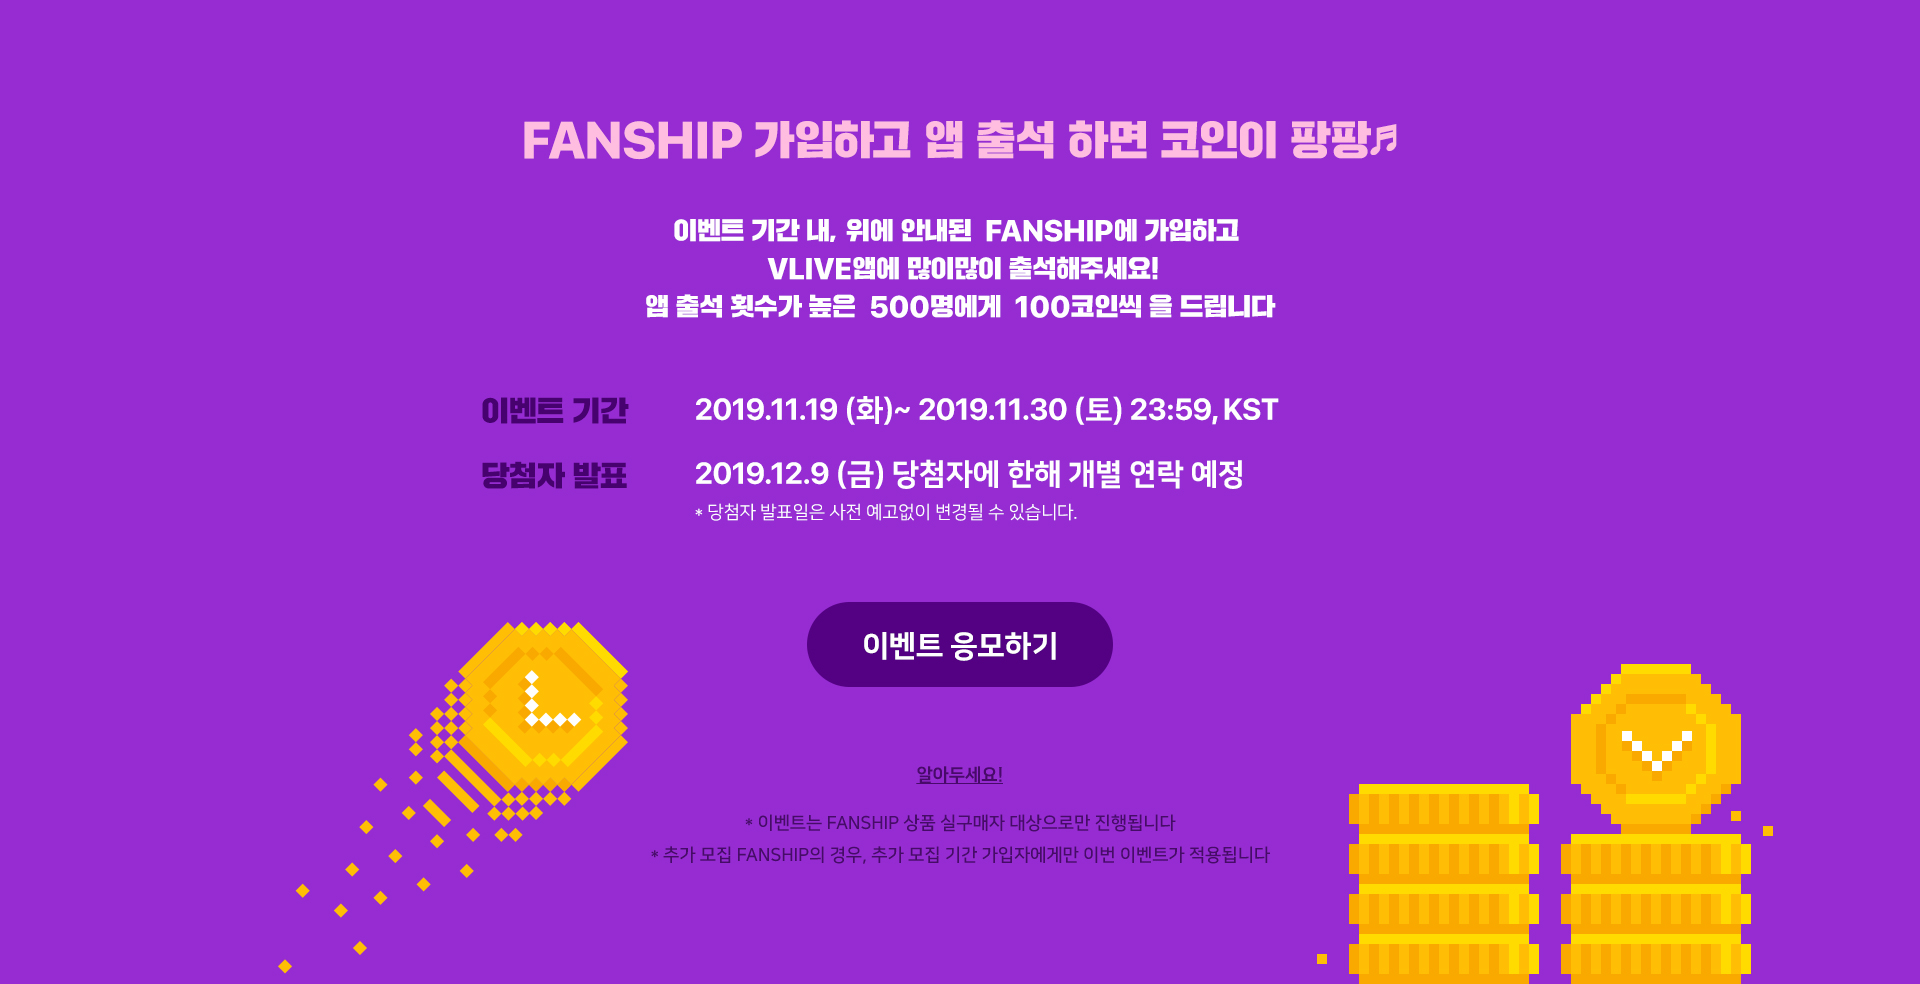 FANSHIP 가입하고 앱 출석 하면 코인이 팡팡♬
이벤트 기간 내, 위에 안내된 FANSHIP에 가입하고
VLIVE앱에 많이많이 출석해주세요!
앱 출석 횟수가 높은 500명에게 100코인씩 을 드립니다
이벤트 기간 2019.11.19 (화)~ 2019.11.30 (토) 23:59, KST
당첨자 발표 2019.12.9 (금) 당첨자에 한해 개별 연락 예정
* 당첨자 발표일은 사전 예고없이 변경될 수 있습니다.
이벤트 응모하기
알아두세요!
* 이벤트는 FANSHIP 상품 실구매자 대상으로만 진행됩니다
* 추가 모집 FANSHIP의 경우, 추가 모집 기간 가입자에게만 이번 이벤트가 적용됩니다